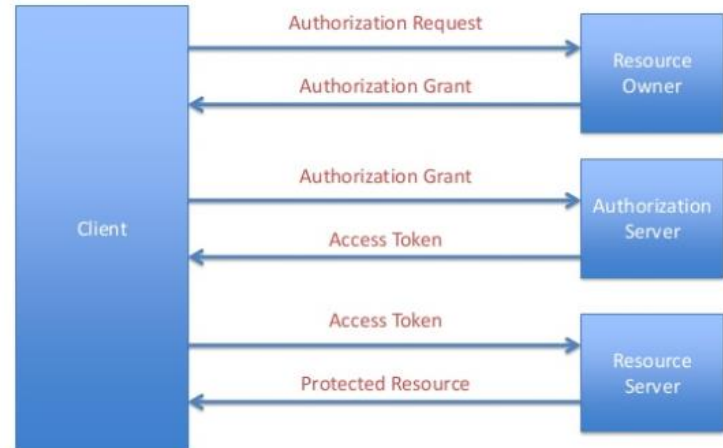 Authorization Request
Resource
Owner
Authorization Grant
Authorization Grant
Client
Authorization
Server
Access Token
Access Token
Resource
Server
Protected Resource